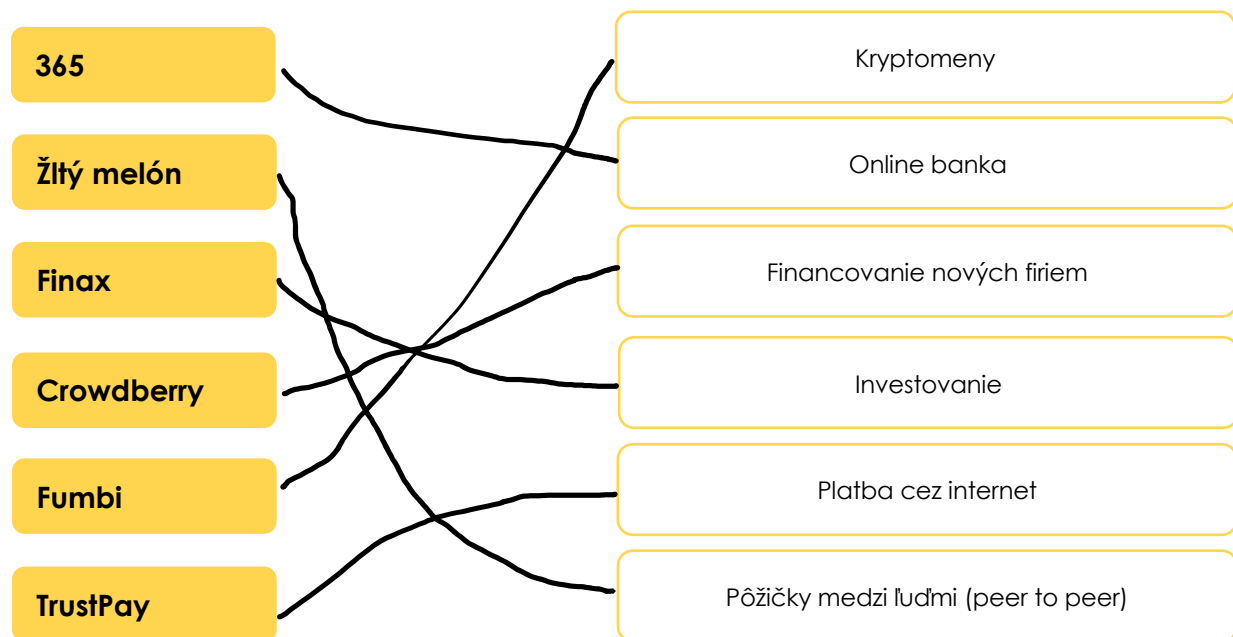 365
Kryptomeny
Žltý melón
Online banka
Finax
Financovanie nových firiem
Crowdberry
Investovanie
Fumbi
Platba cez internet
TrustPay
Pôžičky medzi ľuďmi (peer to peer)